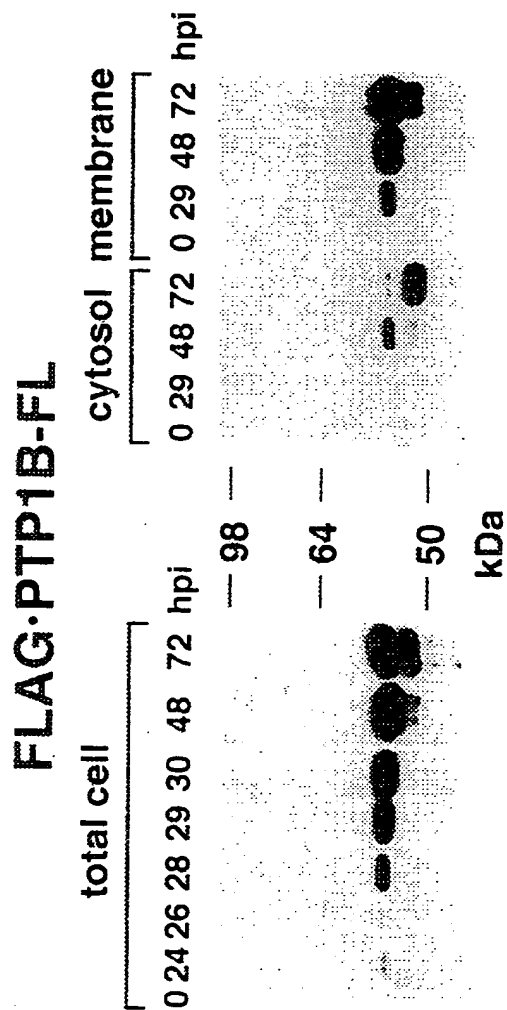 FLAG·PTP1B-FL
total cell
0 24 26 28 29 30 48 72 hpi
cytosol membrane
0 29 48 72 0 29 48 72 hpi
— 98 —
— 64 —
— 50 —
kDa